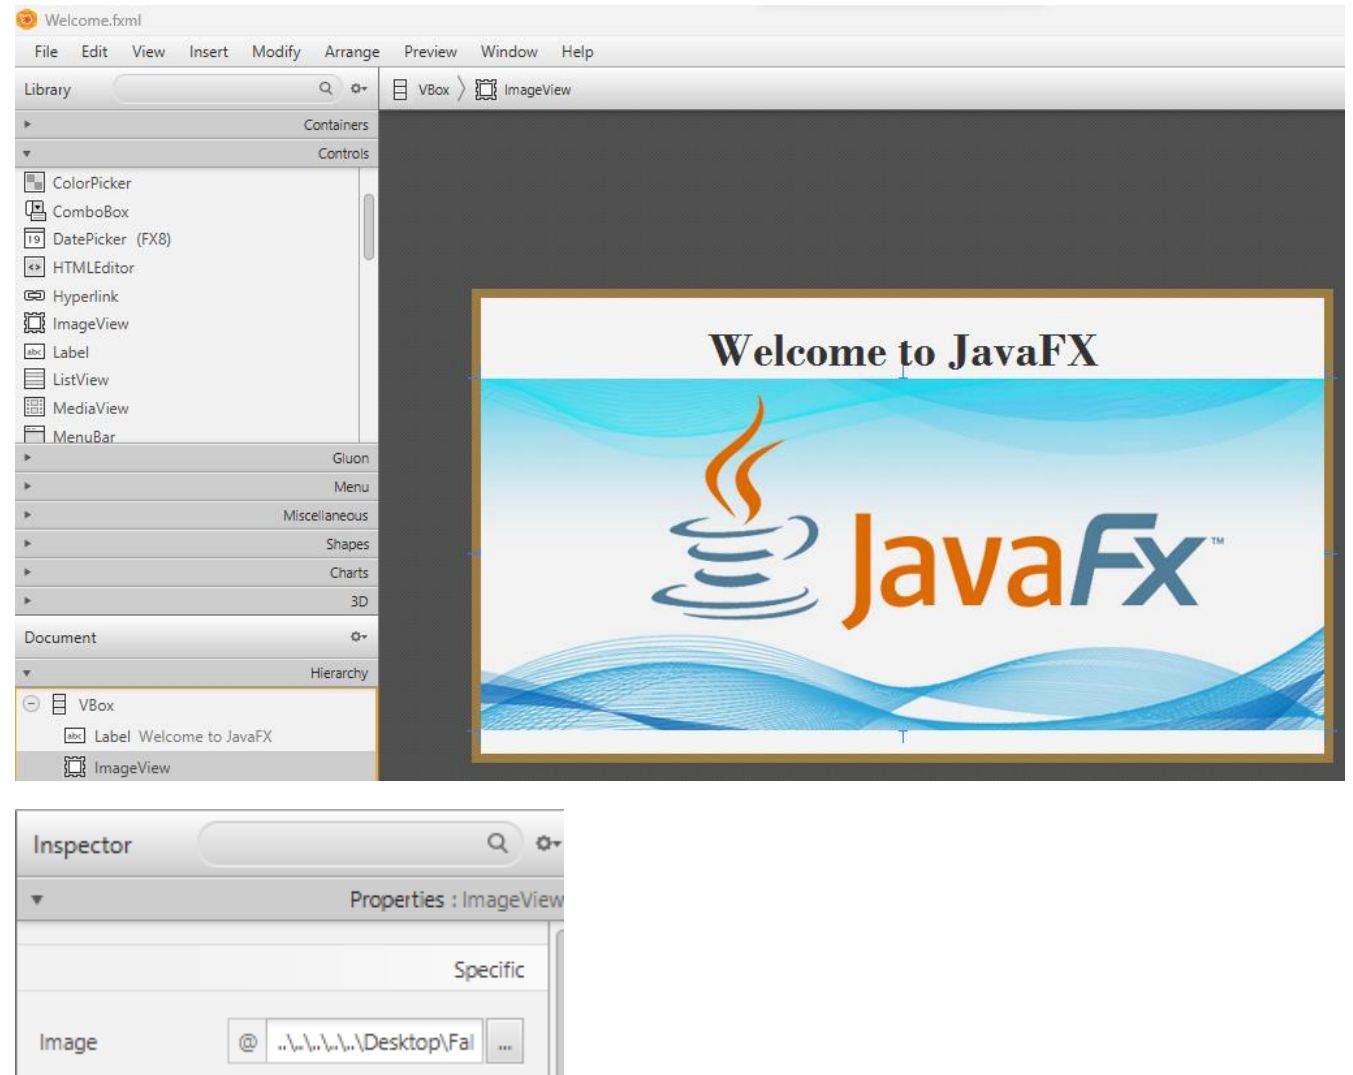 Welcome.fxml
File Edit View Insert Modify Arrange Preview Window Help
Library
VBox ImageView
Containers
Controls
ColorPicker
ComboBox
19 DatePicker (FX8)
HTMLEditor
Hyperlink
ImageView
abc Label
ListView
MediaView
MenuBar
Gluon
Menu
Miscellaneous
Shapes
Charts
3D
Document
Hierarchy
VBox
abc Label Welcome to JavaFX
ImageView
Welcome to JavaFX
JavaFx™
Inspector
Properties : ImageView
Specific
Image @ ..\..\..\..\..\Desktop\Fal ...